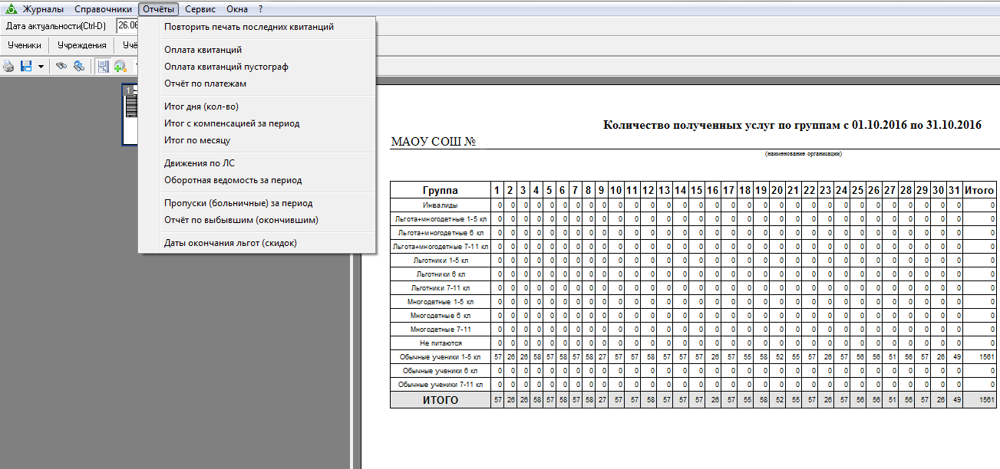 Журналы Справочники Отчёты Сервис Окна ?
Дата актуальности(Ctrl-D) 26.08
Ученики Учреждения Учё
Повторить печать последних квитанций
Оплата квитанций
Оплата квитанций пустограф
Отчёт по платежам
Итог дня (кол-во)
Итог с компенсацией за период
Итог по месяцу
Движения по ЛС
Оборотная ведомость за период
Пропуски (больничные) за период
Отчёт по выбывшим (окончившим)
Даты окончания льгот (скидок)
1
Количество полученных услуг по группам с 01.10.2016 по 31.10.2016
МАОУ СОШ №
(наименование организации)
Группа 1 2 3 4 5 6 7 8 9 10 11 12 13 14 15 16 17 18 19 20 21 22 23 24 25 26 27 28 29 30 31 Итого
Инвалиды 0 0 0 0 0 0 0 0 0 0 0 0 0 0 0 0 0 0 0 0 0 0 0 0 0 0 0 0 0 0 0 0
Льгота+многодетные 1-5 кл 0 0 0 0 0 0 0 0 0 0 0 0 0 0 0 0 0 0 0 0 0 0 0 0 0 0 0 0 0 0 0 0
Льгота+многодетные 6 кл 0 0 0 0 0 0 0 0 0 0 0 0 0 0 0 0 0 0 0 0 0 0 0 0 0 0 0 0 0 0 0 0
Льгота+многодетные 7-11 кл 0 0 0 0 0 0 0 0 0 0 0 0 0 0 0 0 0 0 0 0 0 0 0 0 0 0 0 0 0 0 0 0
Льготники 1-5 кл 0 0 0 0 0 0 0 0 0 0 0 0 0 0 0 0 0 0 0 0 0 0 0 0 0 0 0 0 0 0 0 0
Льготники 6 кл 0 0 0 0 0 0 0 0 0 0 0 0 0 0 0 0 0 0 0 0 0 0 0 0 0 0 0 0 0 0 0 0
Льготники 7-11 кл 0 0 0 0 0 0 0 0 0 0 0 0 0 0 0 0 0 0 0 0 0 0 0 0 0 0 0 0 0 0 0 0
Многодетные 1-5 кл 0 0 0 0 0 0 0 0 0 0 0 0 0 0 0 0 0 0 0 0 0 0 0 0 0 0 0 0 0 0 0 0
Многодетные 6 кл 0 0 0 0 0 0 0 0 0 0 0 0 0 0 0 0 0 0 0 0 0 0 0 0 0 0 0 0 0 0 0 0
Многодетные 7-11 0 0 0 0 0 0 0 0 0 0 0 0 0 0 0 0 0 0 0 0 0 0 0 0 0 0 0 0 0 0 0 0
Не питаются 0 0 0 0 0 0 0 0 0 0 0 0 0 0 0 0 0 0 0 0 0 0 0 0 0 0 0 0 0 0 0 0
Обычные ученики 1-5 кл 57 26 26 58 57 58 57 58 27 57 57 58 57 57 57 26 57 55 58 52 55 57 26 57 56 56 51 56 57 26 49 1561
Обычные ученики 6 кл 0 0 0 0 0 0 0 0 0 0 0 0 0 0 0 0 0 0 0 0 0 0 0 0 0 0 0 0 0 0 0 0
Обычные ученики 7-11 кл 0 0 0 0 0 0 0 0 0 0 0 0 0 0 0 0 0 0 0 0 0 0 0 0 0 0 0 0 0 0 0 0
ИТОГО 57 26 26 58 57 58 57 58 27 57 57 58 57 57 57 26 57 55 58 52 55 57 26 57 56 56 51 56 57 26 49 1561